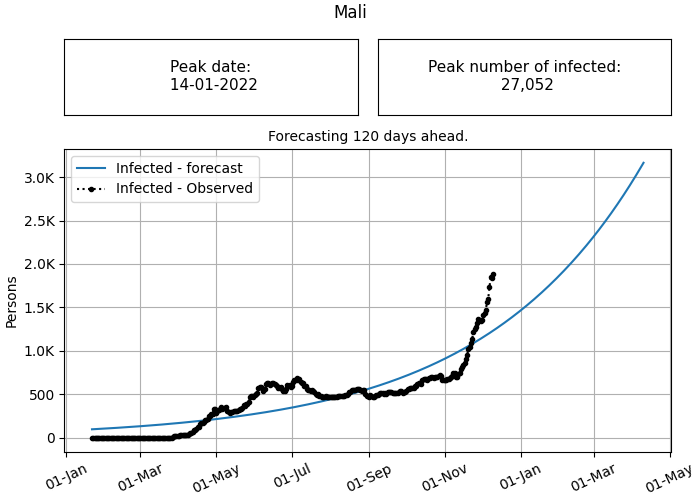 Mali
Peak date:
14-01-2022
Peak number of infected:
27,052
Forecasting 120 days ahead.
Infected - forecast
Infected - Observed
3.0K
2.5K
2.0K
1.5K
1.0K
500
0
Persons
01-Jan
01-Mar
01-May
01-Jul
01-Sep
01-Nov
01-Jan
01-Mar
01-May